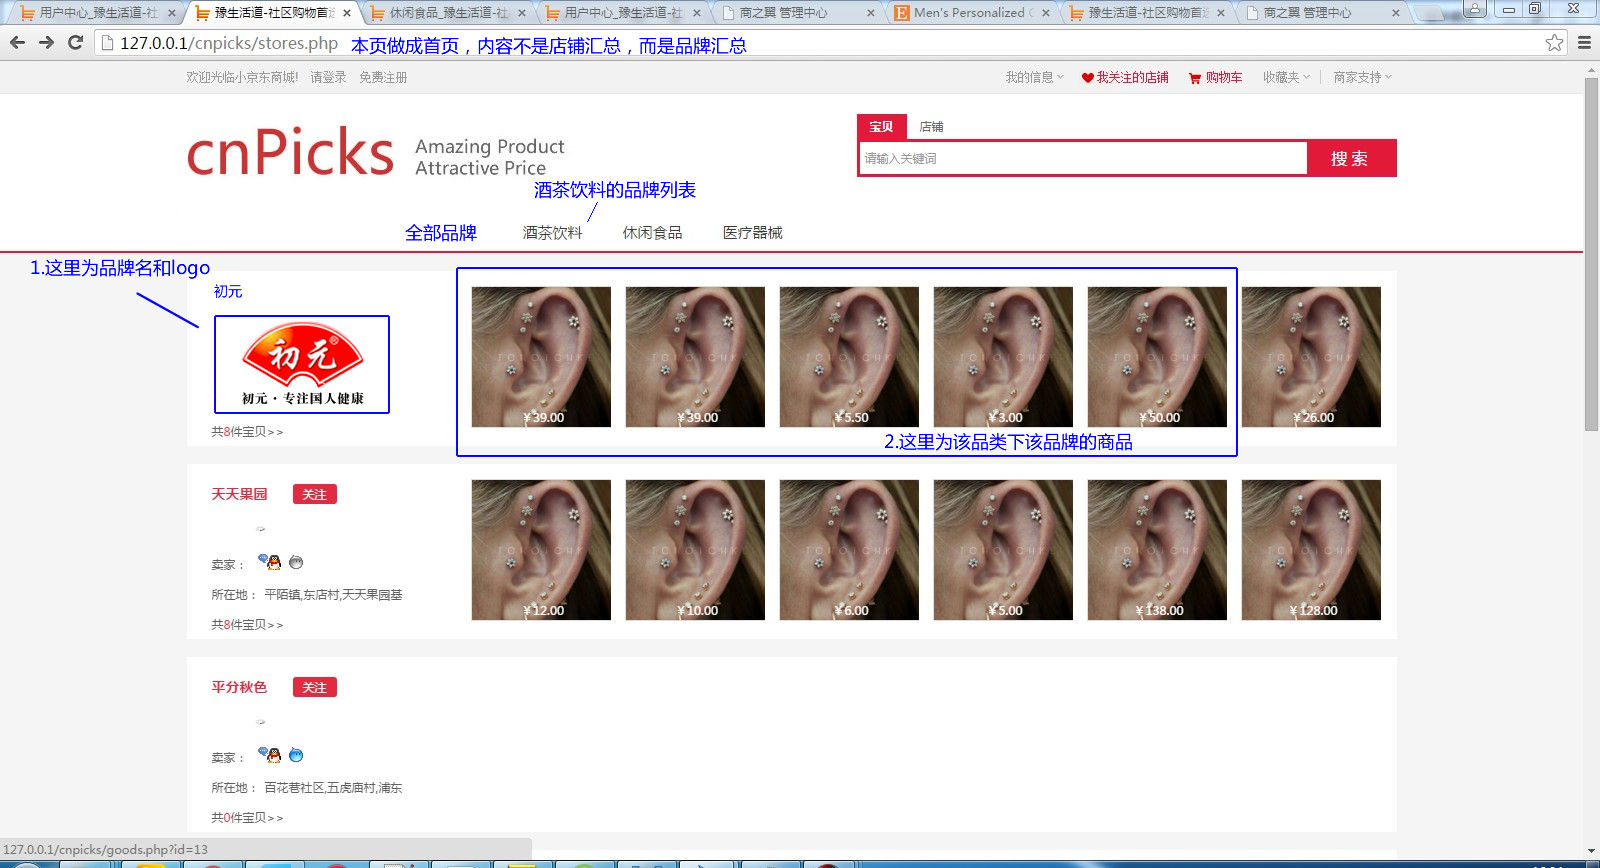 用户中心_豫生活道-社
豫生活道-社区购物首
休闲食品_豫生活道-社
用户中心_豫生活道-社
商之翼 管理中心
Men's Personalized
豫生活道-社区购物首
商之翼 管理中心
127.0.0.1/cnpicks/stores.php
本页做成首页，内容不是店铺汇总，而是品牌汇总
欢迎光临小京东商城! 请登录 免费注册
我的信息 我关注的店铺 购物车 收藏夹 商家支持
宝贝 店铺
cnPicks
Amazing Product
Attractive Price
请输入关键词 搜索
酒茶饮料的品牌列表
全部品牌 酒茶饮料 休闲食品 医疗器械
1.这里为品牌名和logo
初元
初元®
初元·专注国人健康
共8件宝贝>>
¥39.00 ¥39.00 ¥5.50 ¥3.00 ¥50.00 ¥26.00
2.这里为该品类下该品牌的商品
天天果园 关注
卖家：
所在地： 平陌镇,东店村,天天果园基
共8件宝贝>>
¥12.00 ¥10.00 ¥6.00 ¥5.00 ¥138.00 ¥128.00
平分秋色 关注
卖家：
所在地： 百花巷社区,五虎庙村,浦东
共0件宝贝>>
127.0.0.1/cnpicks/goods.php?id=13